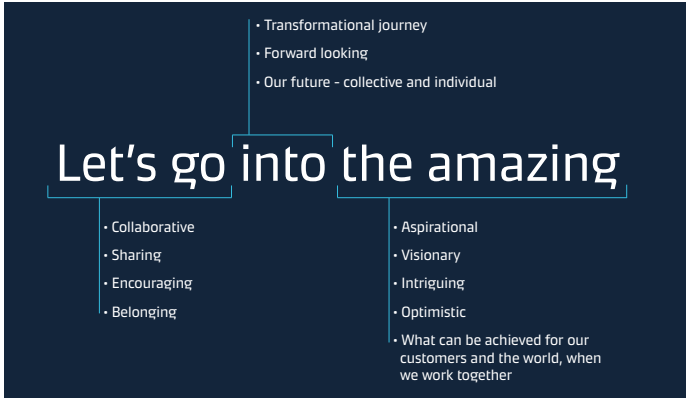 • Transformational journey
• Forward looking
• Our future - collective and individual
Let's go into the amazing
• Collaborative
• Sharing
• Encouraging
• Belonging
• Aspirational
• Visionary
• Intriguing
• Optimistic
• What can be achieved for our
customers and the world, when
we work together